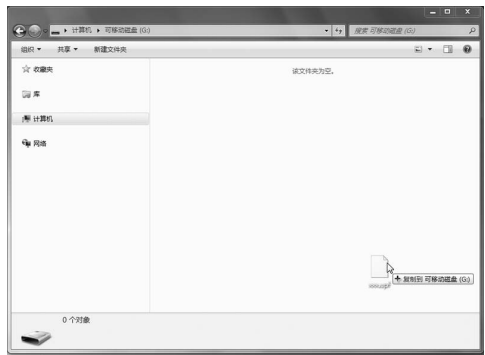 计算机 ▸ 可移动磁盘 (G:)
搜索 可移动磁盘 (G:)
组织 共享 新建文件夹
收藏夹
该文件夹为空。
库
计算机
网络
复制到 可移动磁盘 (G:)
0 个对象